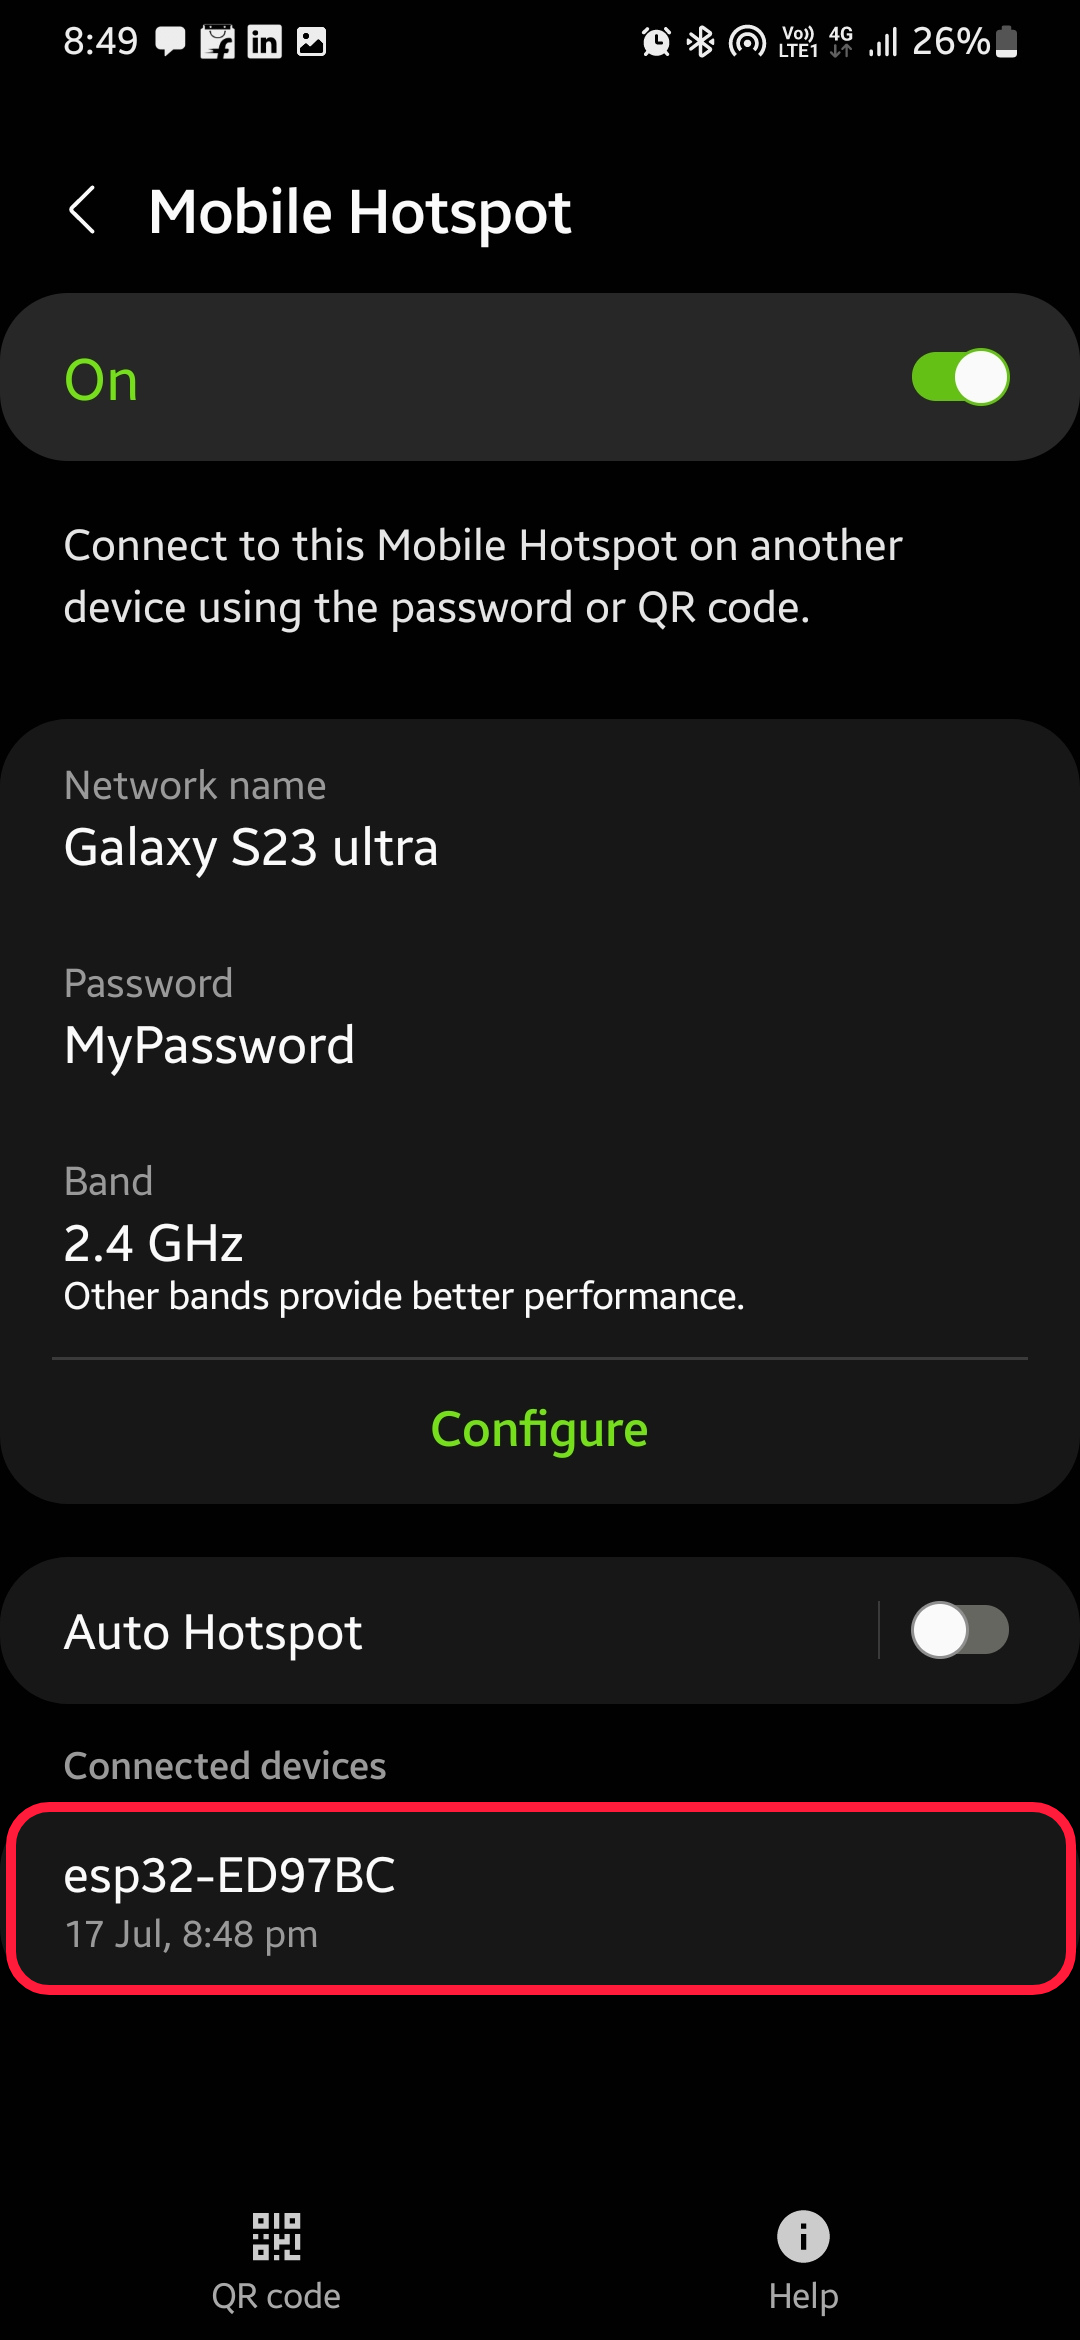 8:49
Vo)) 4G 26%
LTE1
Mobile Hotspot
On
Connect to this Mobile Hotspot on another
device using the password or QR code.
Network name
Galaxy S23 ultra
Password
MyPassword
Band
2.4 GHz
Other bands provide better performance.
Configure
Auto Hotspot
Connected devices
esp32-ED97BC
17 Jul, 8:48 pm
QR code
Help